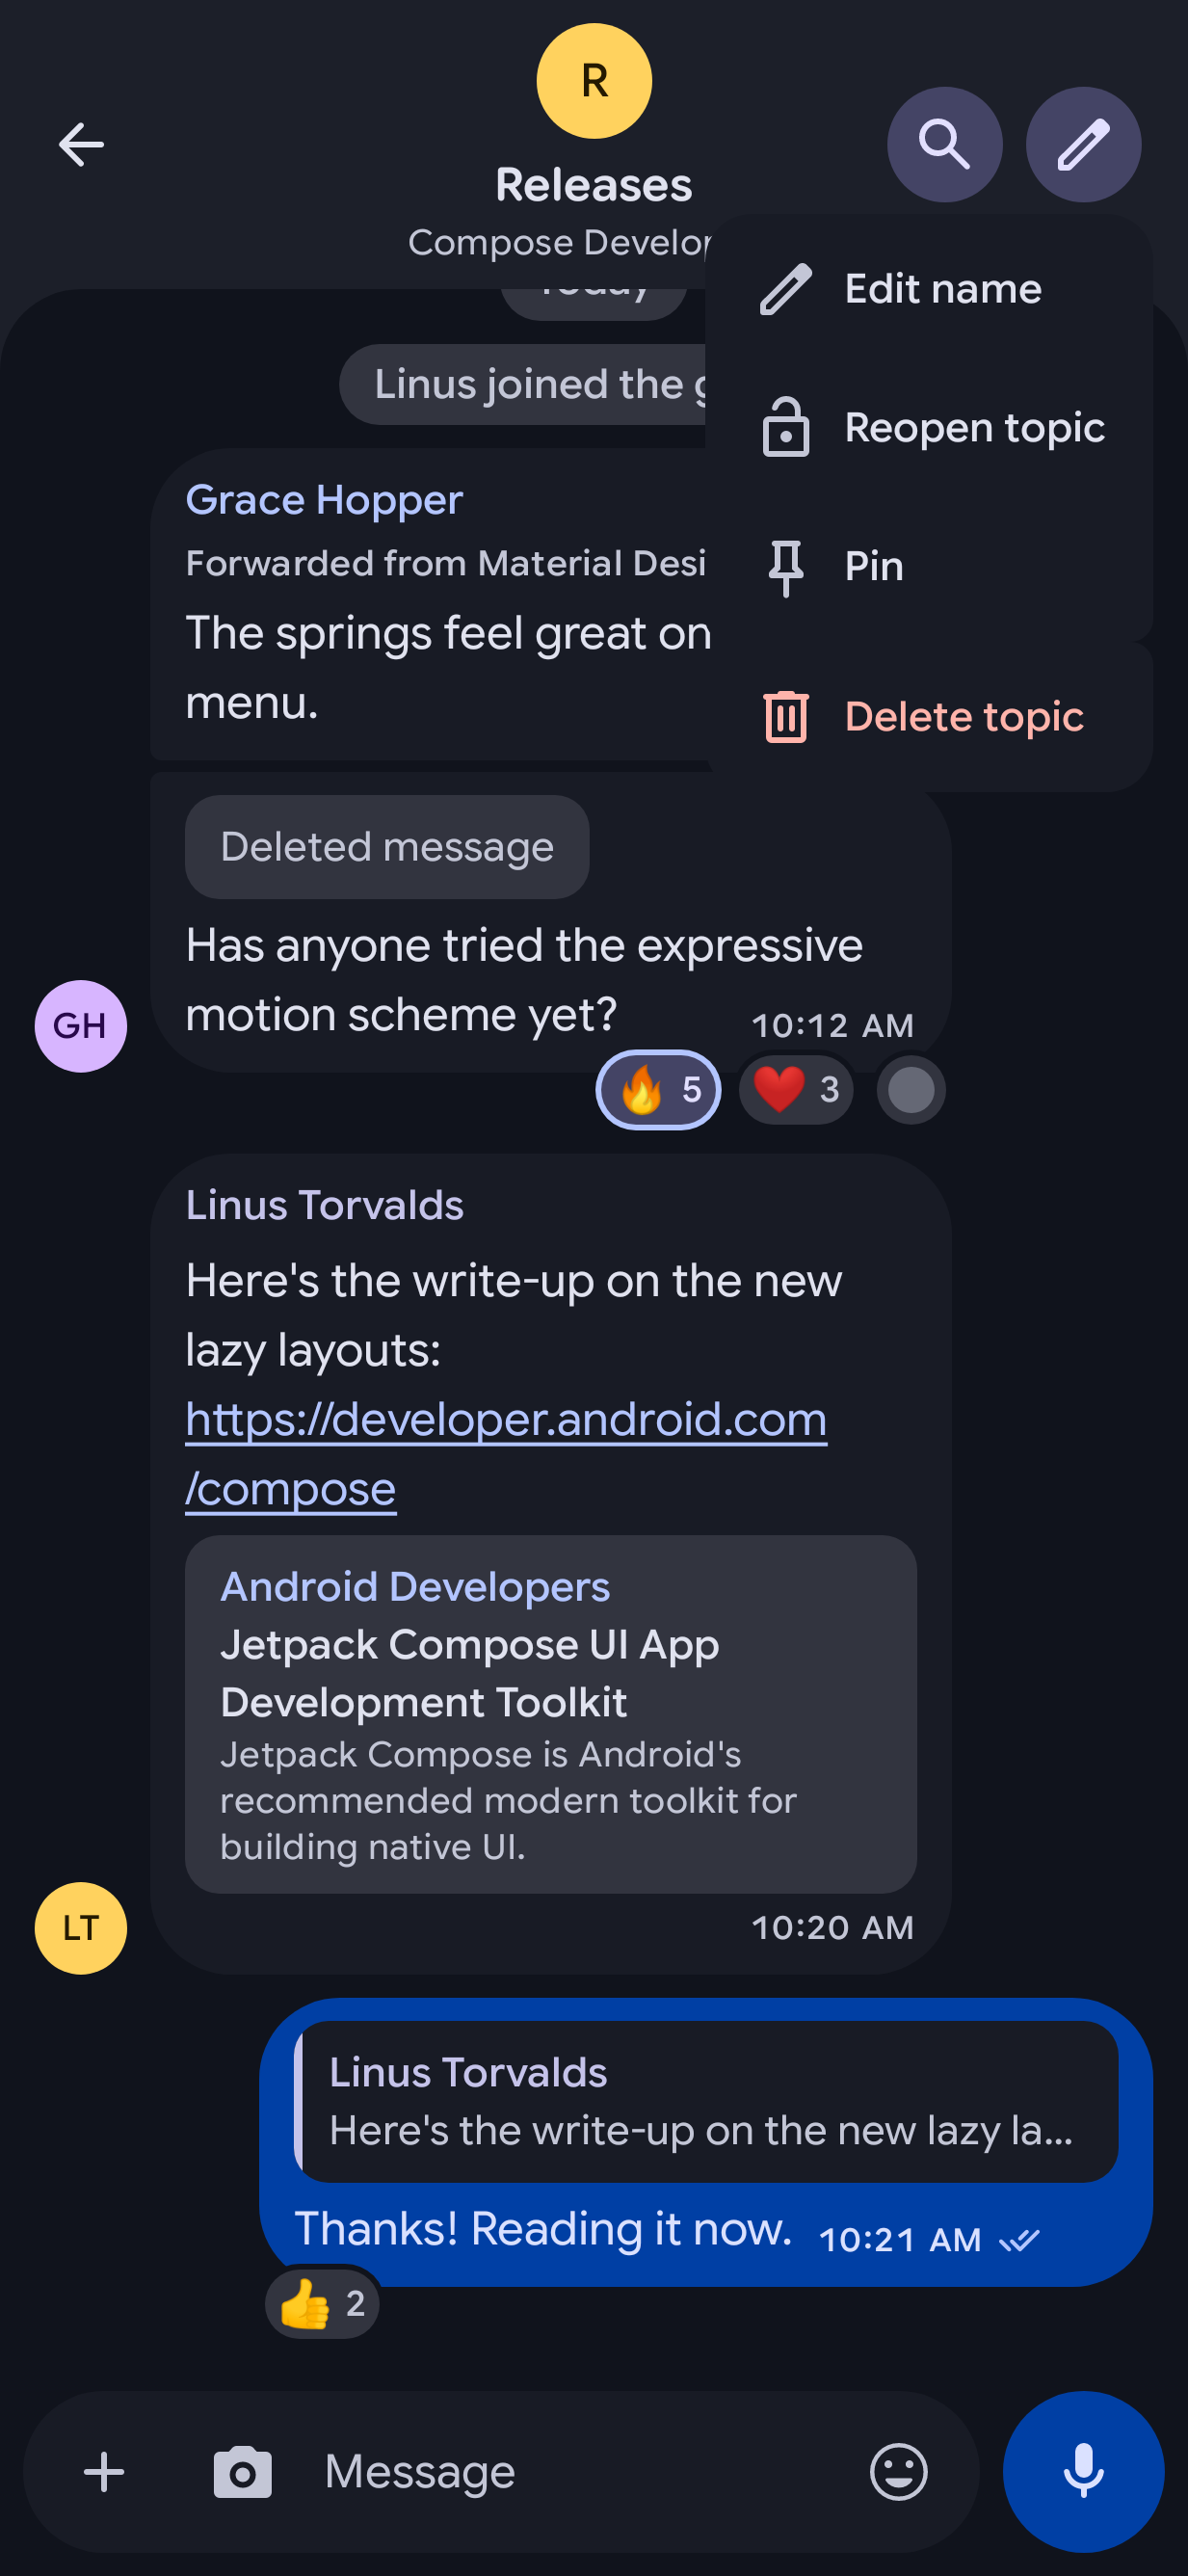 R
Releases
Compose Develop
Today
Edit name
Linus joined the g
Reopen topic
Grace Hopper
Forwarded from Material Desi
Pin
The springs feel great on
menu.
Delete topic
Deleted message
Has anyone tried the expressive
motion scheme yet?
10:12 AM
GH
🔥 5 ❤️ 3
Linus Torvalds
Here's the write-up on the new
lazy layouts:
https://developer.android.com
/compose
Android Developers
Jetpack Compose UI App
Development Toolkit
Jetpack Compose is Android's
recommended modern toolkit for
building native UI.
LT
10:20 AM
Linus Torvalds
Here's the write-up on the new lazy la...
Thanks! Reading it now. 10:21 AM
👍 2
Message